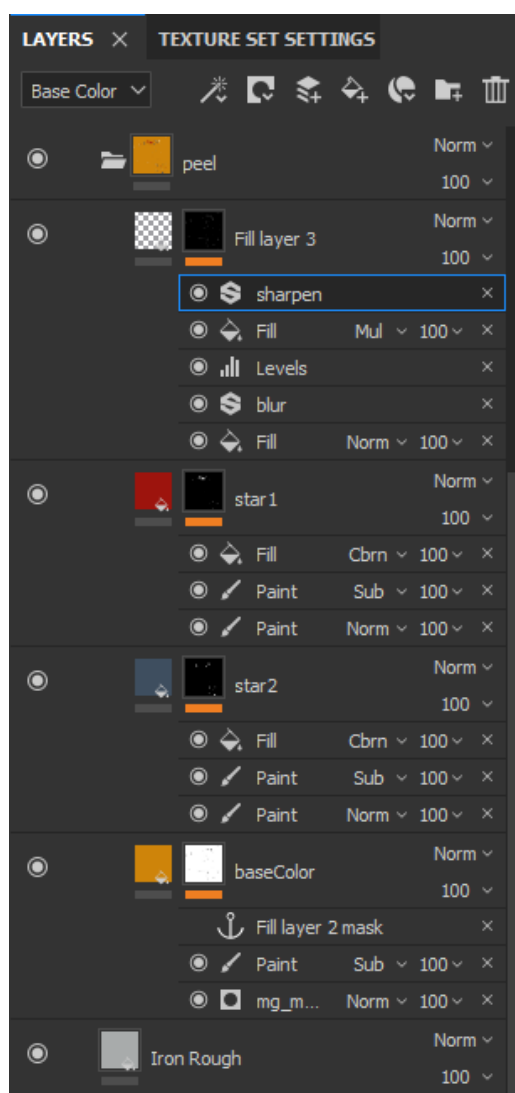 LAYERS × TEXTURE SET SETTINGS
Base Color
Norm
peel
100
Norm
Fill layer 3
100
sharpen ×
Fill Mul 100 ×
Levels ×
blur ×
Fill Norm 100 ×
Norm
star1
100
Fill Cbrn 100 ×
Paint Sub 100 ×
Paint Norm 100 ×
Norm
star2
100
Fill Cbrn 100 ×
Paint Sub 100 ×
Paint Norm 100 ×
Norm
baseColor
100
Fill layer 2 mask ×
Paint Sub 100 ×
mg_m... Norm 100 ×
Norm
Iron Rough
100